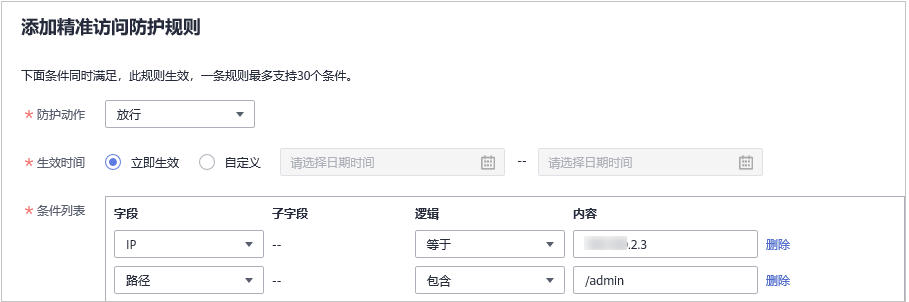 添加精准访问防护规则
下面条件同时满足，此规则生效，一条规则最多支持30个条件。
* 防护动作 放行
* 生效时间 立即生效 自定义 请选择日期时间 -- 请选择日期时间
* 条件列表 字段 子字段 逻辑 内容
IP -- 等于 .2.3 删除
路径 -- 包含 /admin 删除